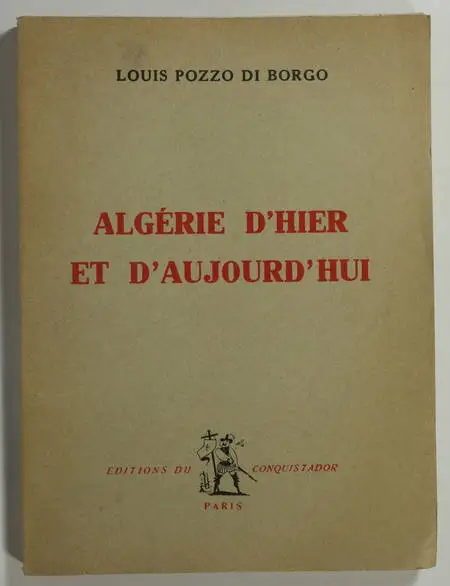 LOUIS POZZO DI BORGO
ALGÉRIE D'HIER
ET D'AUJOURD'HUI
EDITIONS DU CONQUISTADOR
PARIS